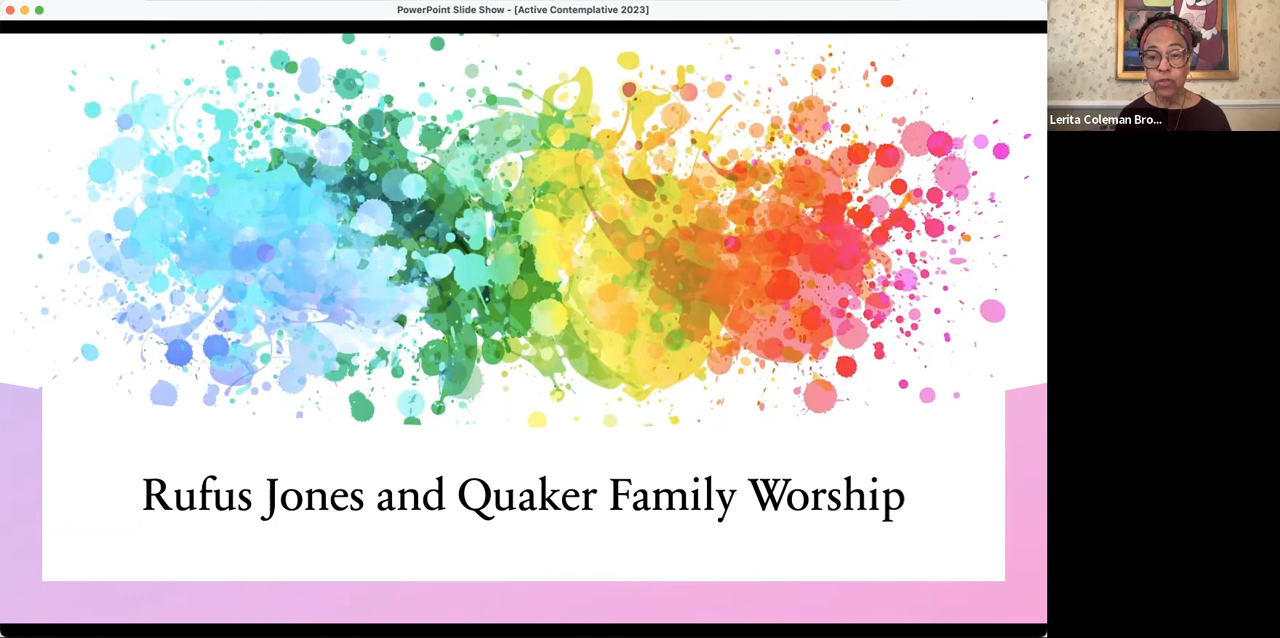 PowerPoint Slide Show - [Active Contemplative 2023]
Lerita Coleman Bro...
Rufus Jones and Quaker Family Worship